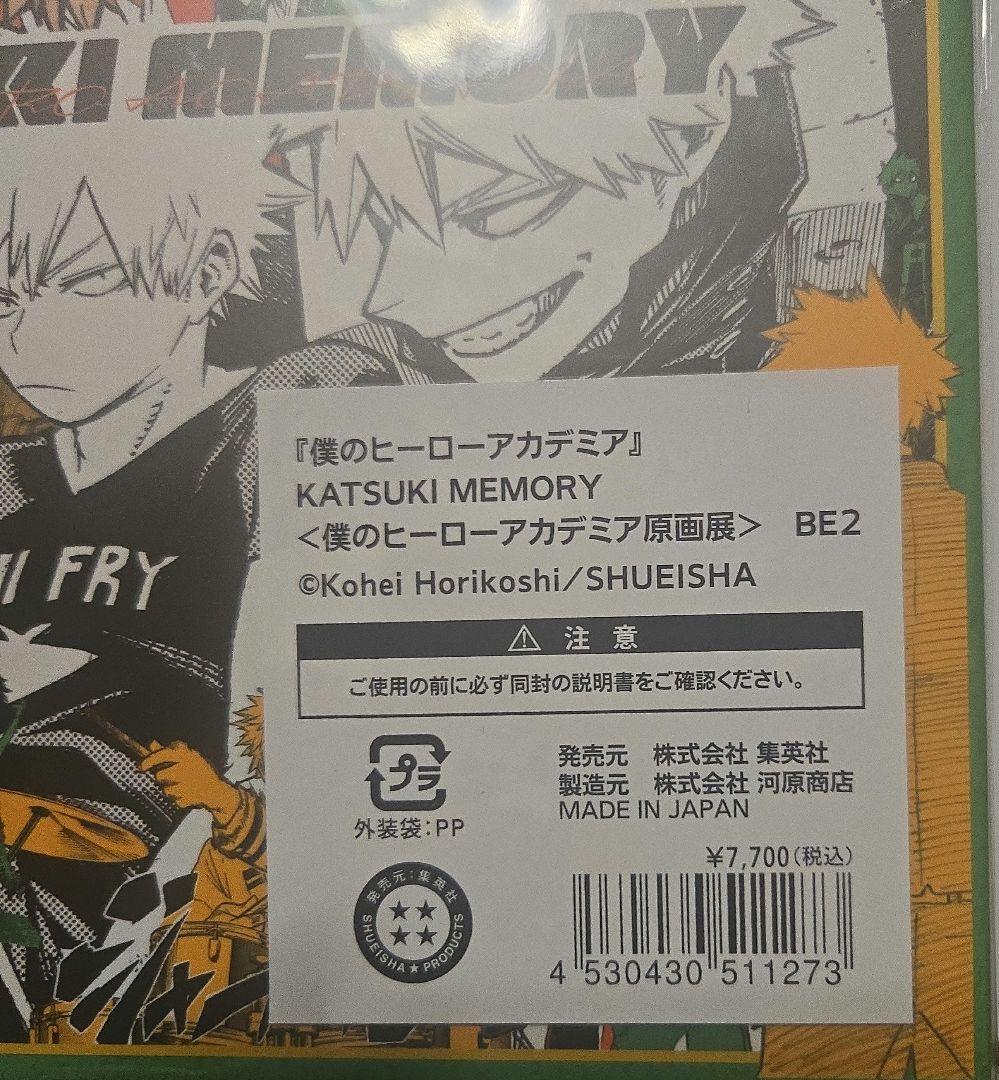 KI MEMORY
FRY
『僕のヒーローアカデミア』
KATSUKI MEMORY
<僕のヒーローアカデミア原画展> BE2
©Kohei Horikoshi/SHUEISHA
⚠ 注意
ご使用の前に必ず同封の説明書をご確認ください。
プラ
外装袋:PP
発売元 株式会社 集英社
製造元 株式会社 河原商店
MADE IN JAPAN
¥7,700(税込)
発売元:集英社
SHUEISHA★PRODUCTS
4 530430 511273